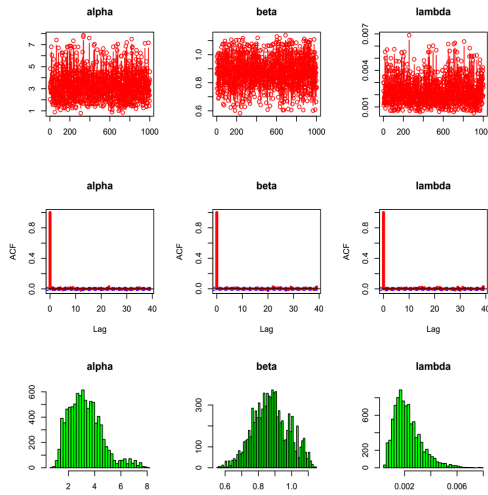 alpha beta lambda
1 2 3 4 5 6 7
0 200 600 1000
0.6 0.8 1.0
0 200 600 1000
0.001 0.004 0.007
0 200 600 1000
alpha beta lambda
ACF
0.0 0.4 0.8
0 10 20 30 40
Lag
ACF
0.0 0.4 0.8
0 10 20 30 40
Lag
ACF
0.0 0.4 0.8
0 10 20 30 40
Lag
alpha beta lambda
0 200 400 600
2 4 6 8
0 100 300
0.6 0.8 1.0
0 400
0.002 0.006